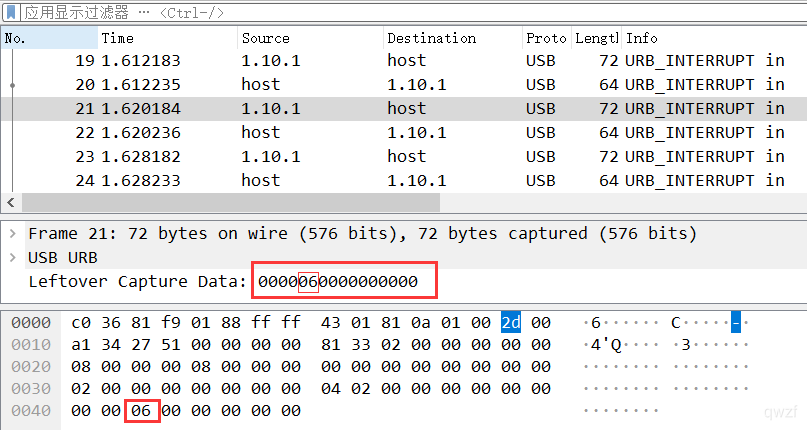 应用显示过滤器 … <Ctrl-/>
No. Time Source Destination Proto Lengtl Info
19 1.612183 1.10.1 host USB 72 URB_INTERRUPT in
20 1.612235 host 1.10.1 USB 64 URB_INTERRUPT in
21 1.620184 1.10.1 host USB 72 URB_INTERRUPT in
22 1.620236 host 1.10.1 USB 64 URB_INTERRUPT in
23 1.628182 1.10.1 host USB 72 URB_INTERRUPT in
24 1.628233 host 1.10.1 USB 64 URB_INTERRUPT in
Frame 21: 72 bytes on wire (576 bits), 72 bytes captured (576 bits)
USB URB
Leftover Capture Data: 0000060000000000
0000 c0 36 81 f9 01 88 ff ff 43 01 81 0a 01 00 2d 00 ·6······ C·····-·
0010 a1 34 27 51 00 00 00 00 81 33 02 00 00 00 00 00 ·4'Q···· ·3······
0020 08 00 00 00 08 00 00 00 00 00 00 00 00 00 00 00 ········ ········
0030 02 00 00 00 00 00 00 00 04 02 00 00 00 00 00 00 ········ ········
0040 00 00 06 00 00 00 00 00 ········
qwzf